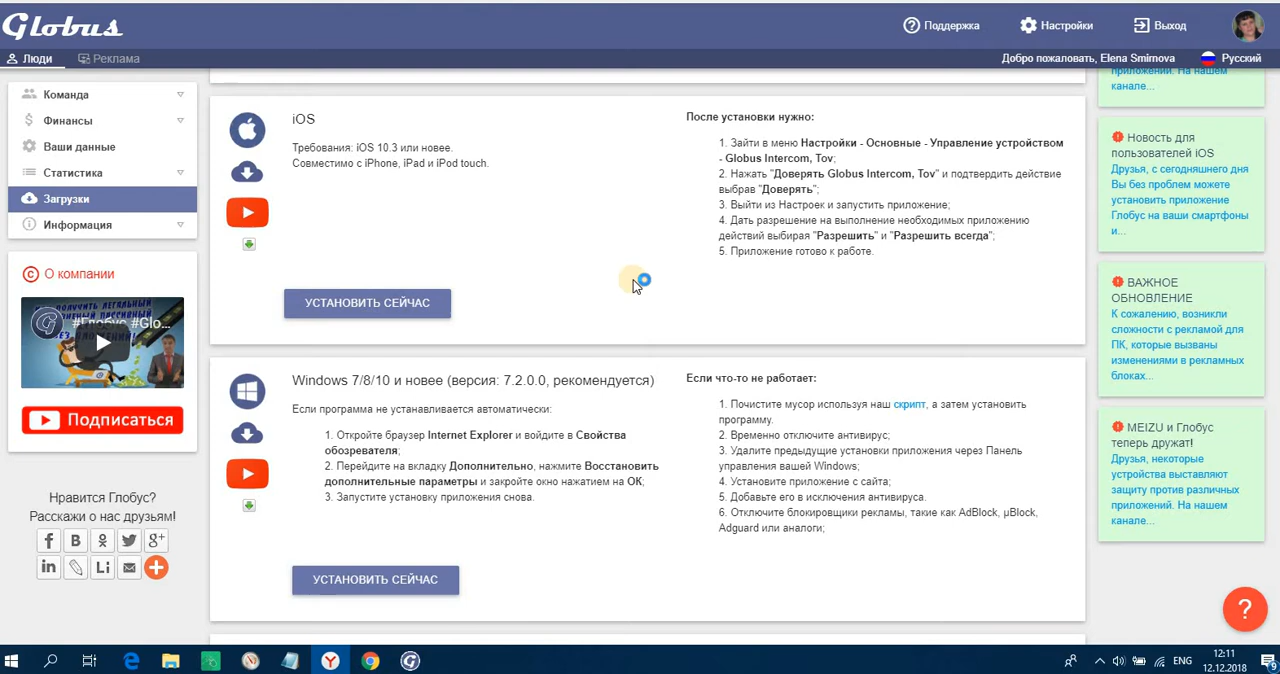 Globus
Поддержка
Настройки
Выход
Люди
Реклама
Добро пожаловать, Elena Smirnova
Русский
Команда
Финансы
Ваши данные
Статистика
Загрузки
Информация
О компании
#Глобус #Glo...
Подписаться
Нравится Глобус?
Расскажи о нас друзьям!
iOS
Требования: iOS 10.3 или новее.
Совместимо с iPhone, iPad и iPod touch.
УСТАНОВИТЬ СЕЙЧАС
После установки нужно:
1. Зайти в меню Настройки - Основные - Управление устройством
- Globus Intercom, Tov;
2. Нажать "Доверять Globus Intercom, Tov" и подтвердить действие
выбрав "Доверять";
3. Выйти из Настроек и запустить приложение;
4. Дать разрешение на выполнение необходимых приложению
действий выбирая "Разрешить" и "Разрешить всегда";
5. Приложение готово к работе.
Windows 7/8/10 и новее (версия: 7.2.0.0, рекомендуется)
Если программа не устанавливается автоматически:
1. Откройте браузер Internet Explorer и войдите в Свойства
обозревателя;
2. Перейдите на вкладку Дополнительно, нажмите Восстановить
дополнительные параметры и закройте окно нажатием на ОК;
3. Запустите установку приложения снова.
УСТАНОВИТЬ СЕЙЧАС
Если что-то не работает:
1. Почистите мусор используя наш скрипт, а затем установить
программу.
2. Временно отключите антивирус;
3. Удалите предыдущие установки приложения через Панель
управления вашей Windows;
4. Установите приложение с сайта;
5. Добавьте его в исключения антивируса.
6. Отключите блокировщики рекламы, такие как AdBlock, µBlock,
Adguard или аналоги;
приложений. На нашем
канале...
Новость для
пользователей iOS
Друзья, с сегодняшнего дня
Вы без проблем можете
установить приложение
Глобус на ваши смартфоны
и...
ВАЖНОЕ
ОБНОВЛЕНИЕ
К сожалению, возникли
сложности с рекламой для
ПК, которые вызваны
изменениями в рекламных
блоках...
MEIZU и Глобус
теперь дружат!
Друзья, некоторые
устройства выставляют
защиту против различных
приложений. На нашем
канале...
?
ENG
12:11
12.12.2018